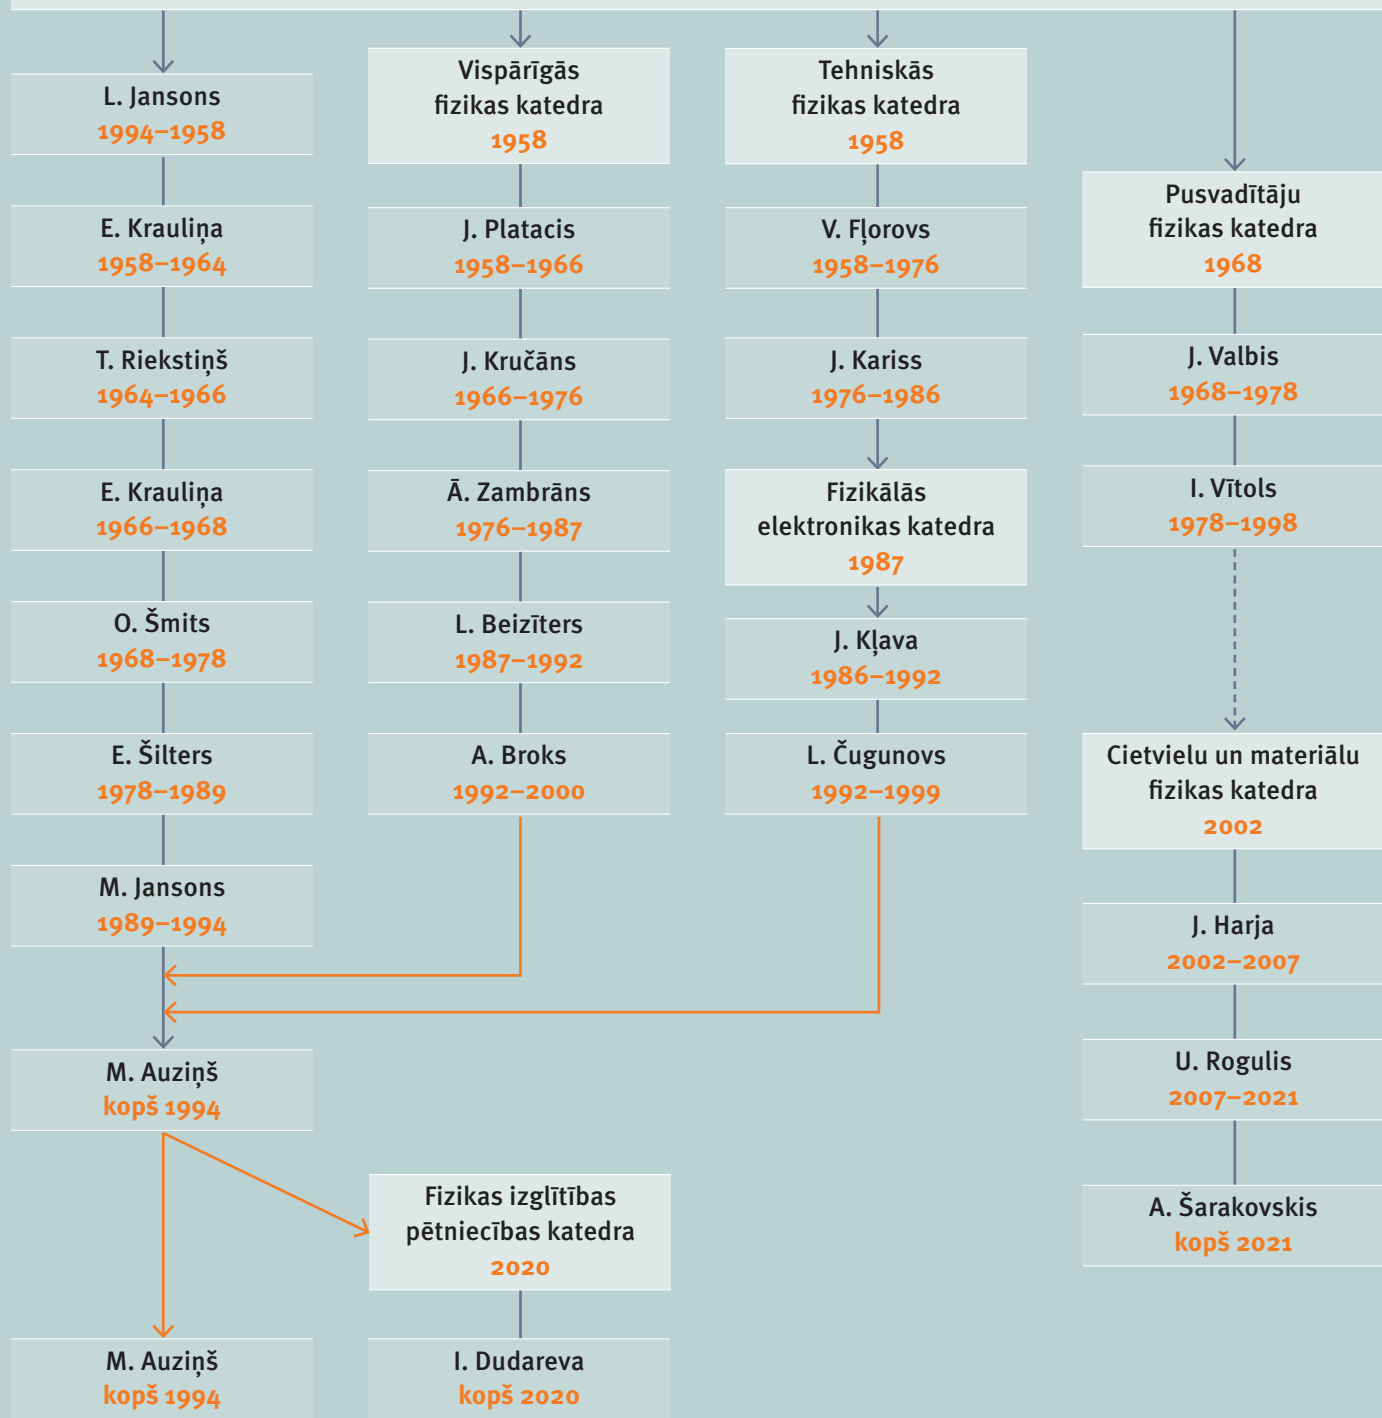 L. Jansons
1994–1958
E. Krauliņa
1958–1964
T. Riekstiņš
1964–1966
E. Krauliņa
1966–1968
O. Šmits
1968–1978
E. Šilters
1978–1989
M. Jansons
1989–1994
M. Auziņš
kopš 1994
M. Auziņš
kopš 1994
Vispārīgās
fizikas katedra
1958
J. Platacis
1958–1966
J. Kručāns
1966–1976
Ā. Zambrāns
1976–1987
L. Beizīters
1987–1992
A. Broks
1992–2000
Fizikas izglītības
pētniecības katedra
2020
I. Dudareva
kopš 2020
Tehniskās
fizikas katedra
1958
V. Fļorovs
1958–1976
J. Kariss
1976–1986
Fizikālās
elektronikas katedra
1987
J. Kļava
1986–1992
L. Čugunovs
1992–1999
Pusvadītāju
fizikas katedra
1968
J. Valbis
1968–1978
I. Vītols
1978–1998
Cietvielu un materiālu
fizikas katedra
2002
J. Harja
2002–2007
U. Rogulis
2007–2021
A. Šarakovskis
kopš 2021